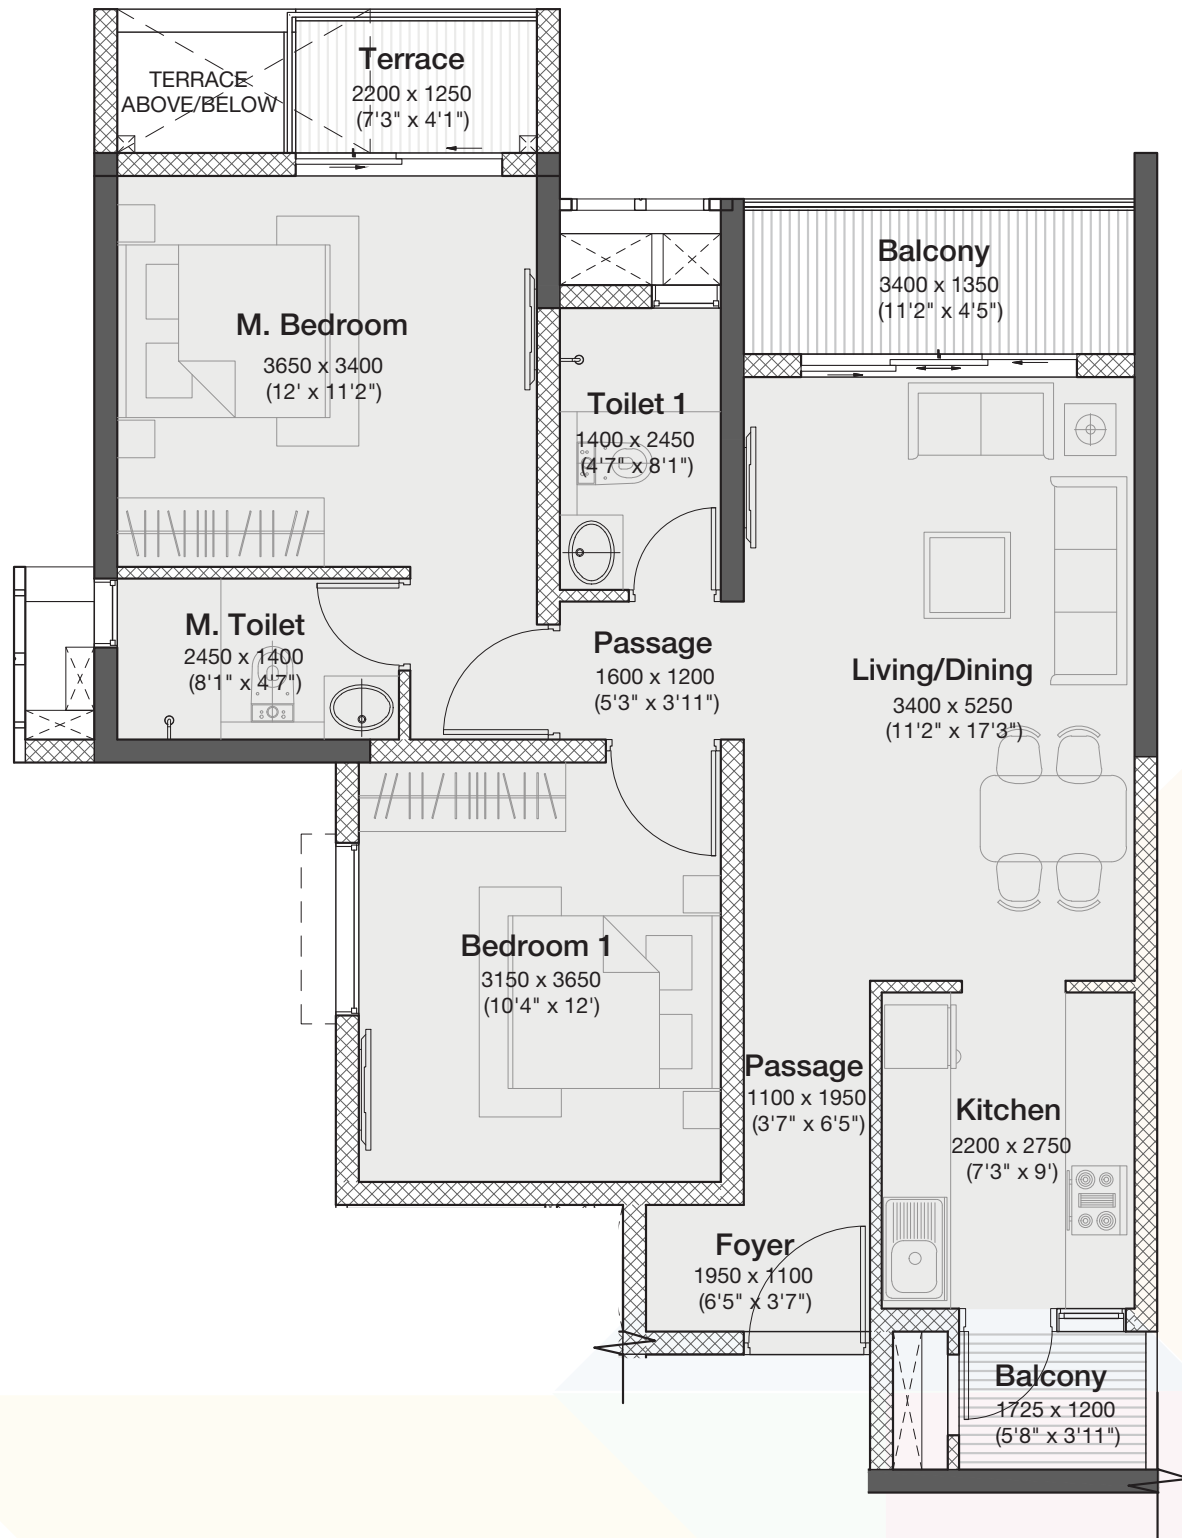 Terrace
2200 x 1250
(7'3" x 4'1")
TERRACE
ABOVE/BELOW
Balcony
3400 x 1350
(11'2" x 4'5")
M. Bedroom
3650 x 3400
(12' x 11'2")
Toilet 1
1400 x 2450
(4'7" x 8'1")
M. Toilet
2450 x 1400
(8'1" x 4'7")
Passage
1600 x 1200
(5'3" x 3'11")
Living/Dining
3400 x 5250
(11'2" x 17'3")
Bedroom 1
3150 x 3650
(10'4" x 12')
Passage
1100 x 1950
(3'7" x 6'5")
Kitchen
2200 x 2750
(7'3" x 9')
Foyer
1950 x 1100
(6'5" x 3'7")
Balcony
1725 x 1200
(5'8" x 3'11")